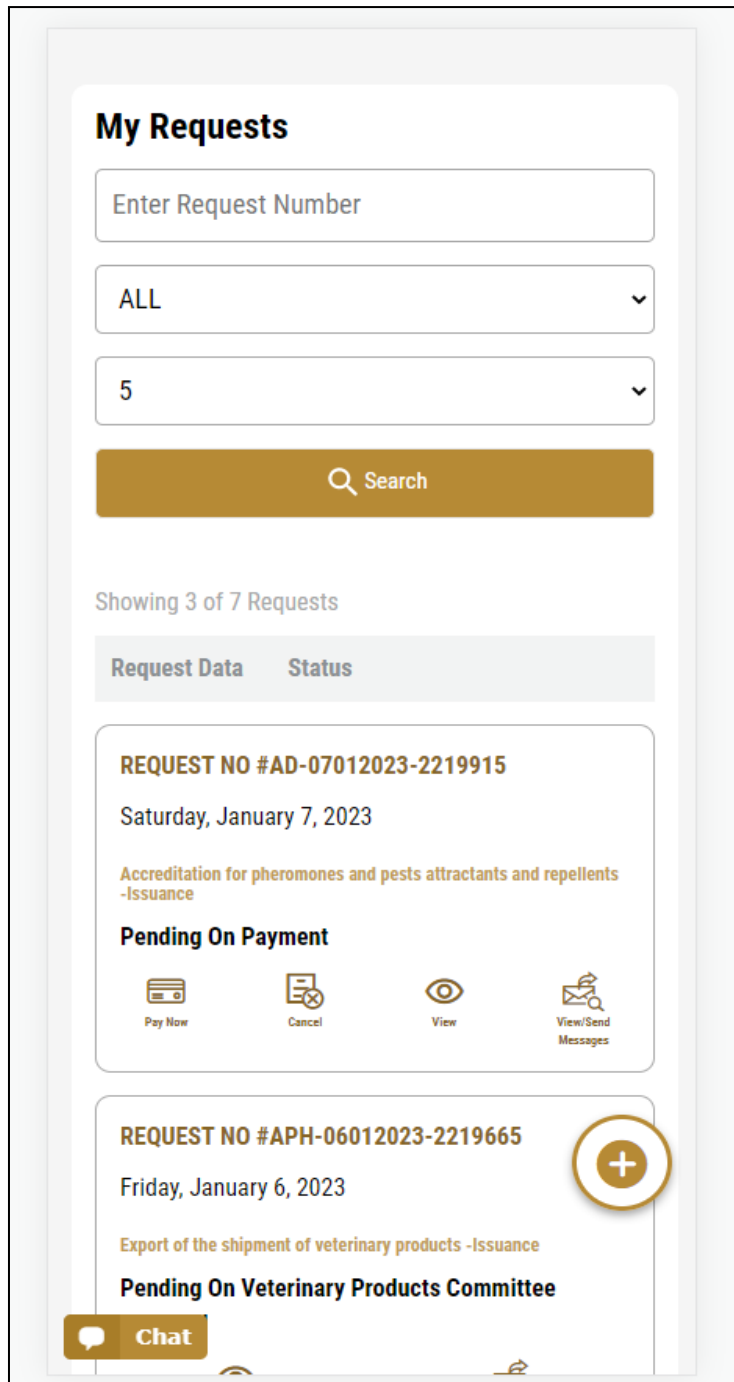 My Requests
Enter Request Number
ALL
5
Search
Showing 3 of 7 Requests
Request Data Status
REQUEST NO #AD-07012023-2219915
Saturday, January 7, 2023
Accreditation for pheromones and pests attractants and repellents
-Issuance
Pending On Payment
Pay Now Cancel View View/Send
Messages
REQUEST NO #APH-06012023-2219665
Friday, January 6, 2023
Export of the shipment of veterinary products -Issuance
Pending On Veterinary Products Committee
Chat